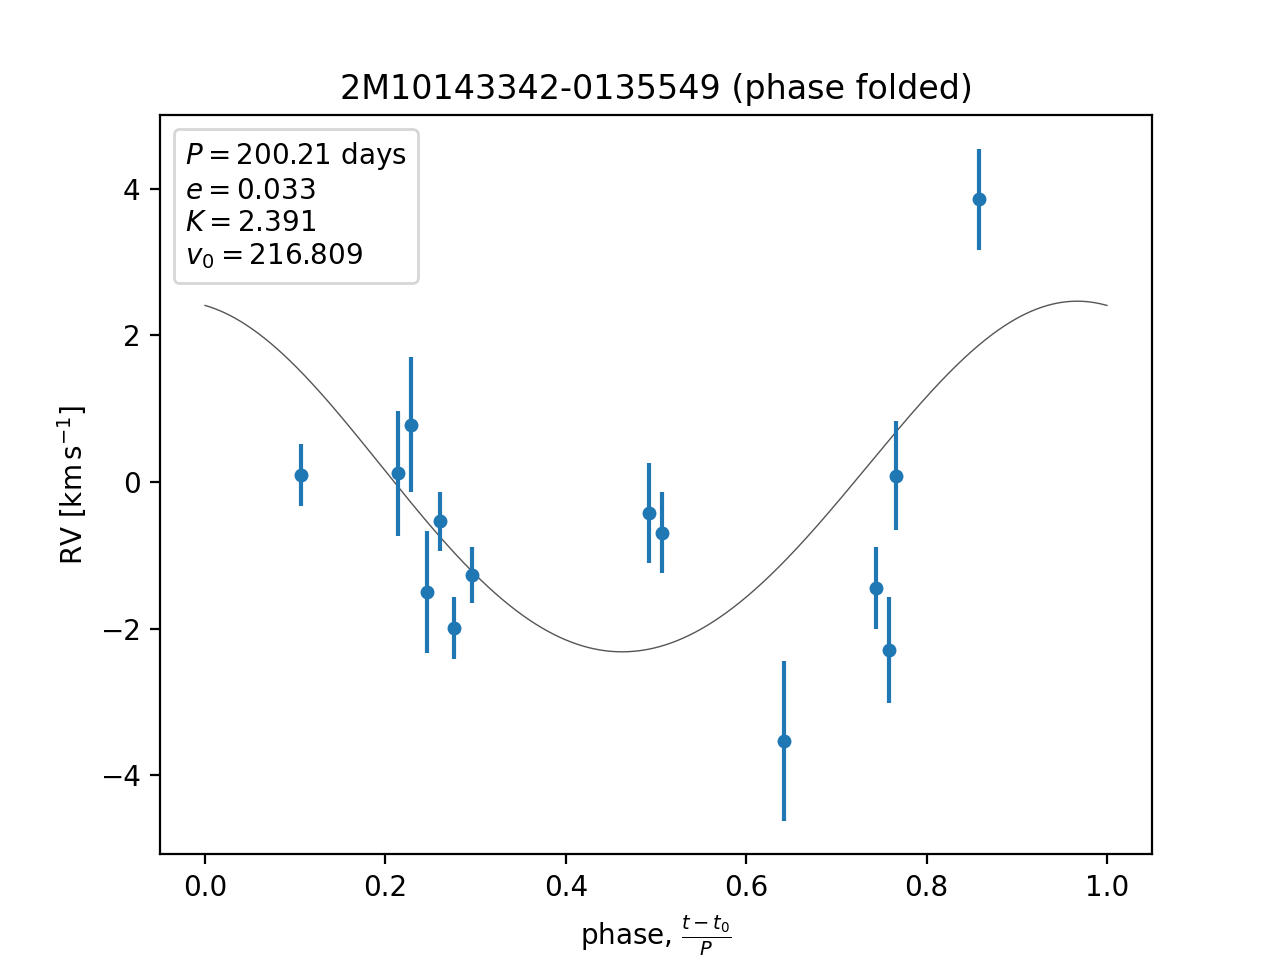 2M10143342-0135549 (phase folded)
P = 200.21 days
e = 0.033
K = 2.391
v₀ = 216.809
4
2
0
−2
−4
RV [km s⁻¹]
0.0 0.2 0.4 0.6 0.8 1.0
phase, (t − t₀)/P